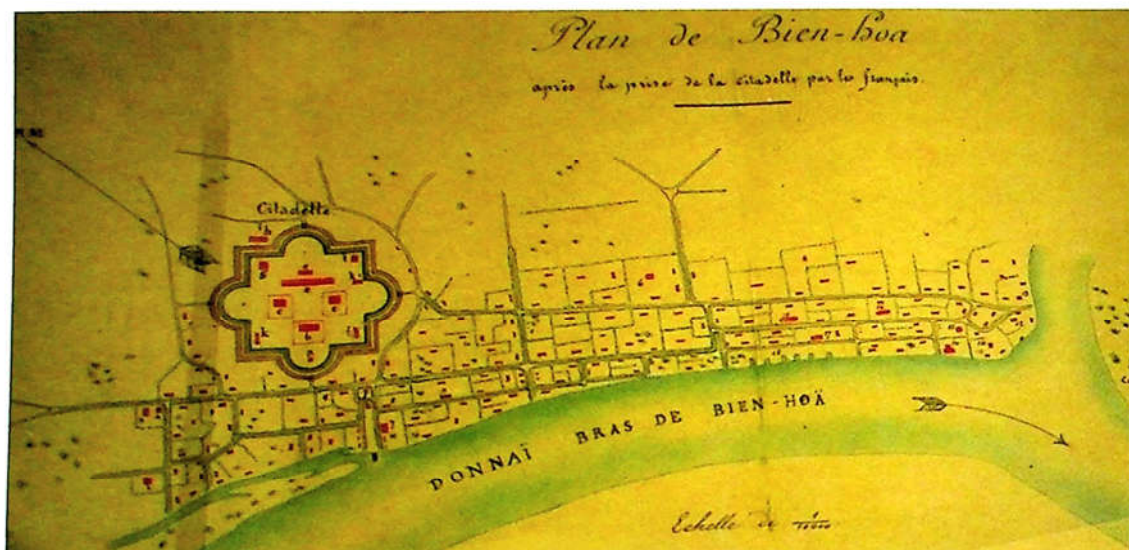 Plan de Bien-hoa
après la prise de la citadelle par les français.
Citadelle
DONNAÏ BRAS DE BIEN-HOÄ
Echelle de